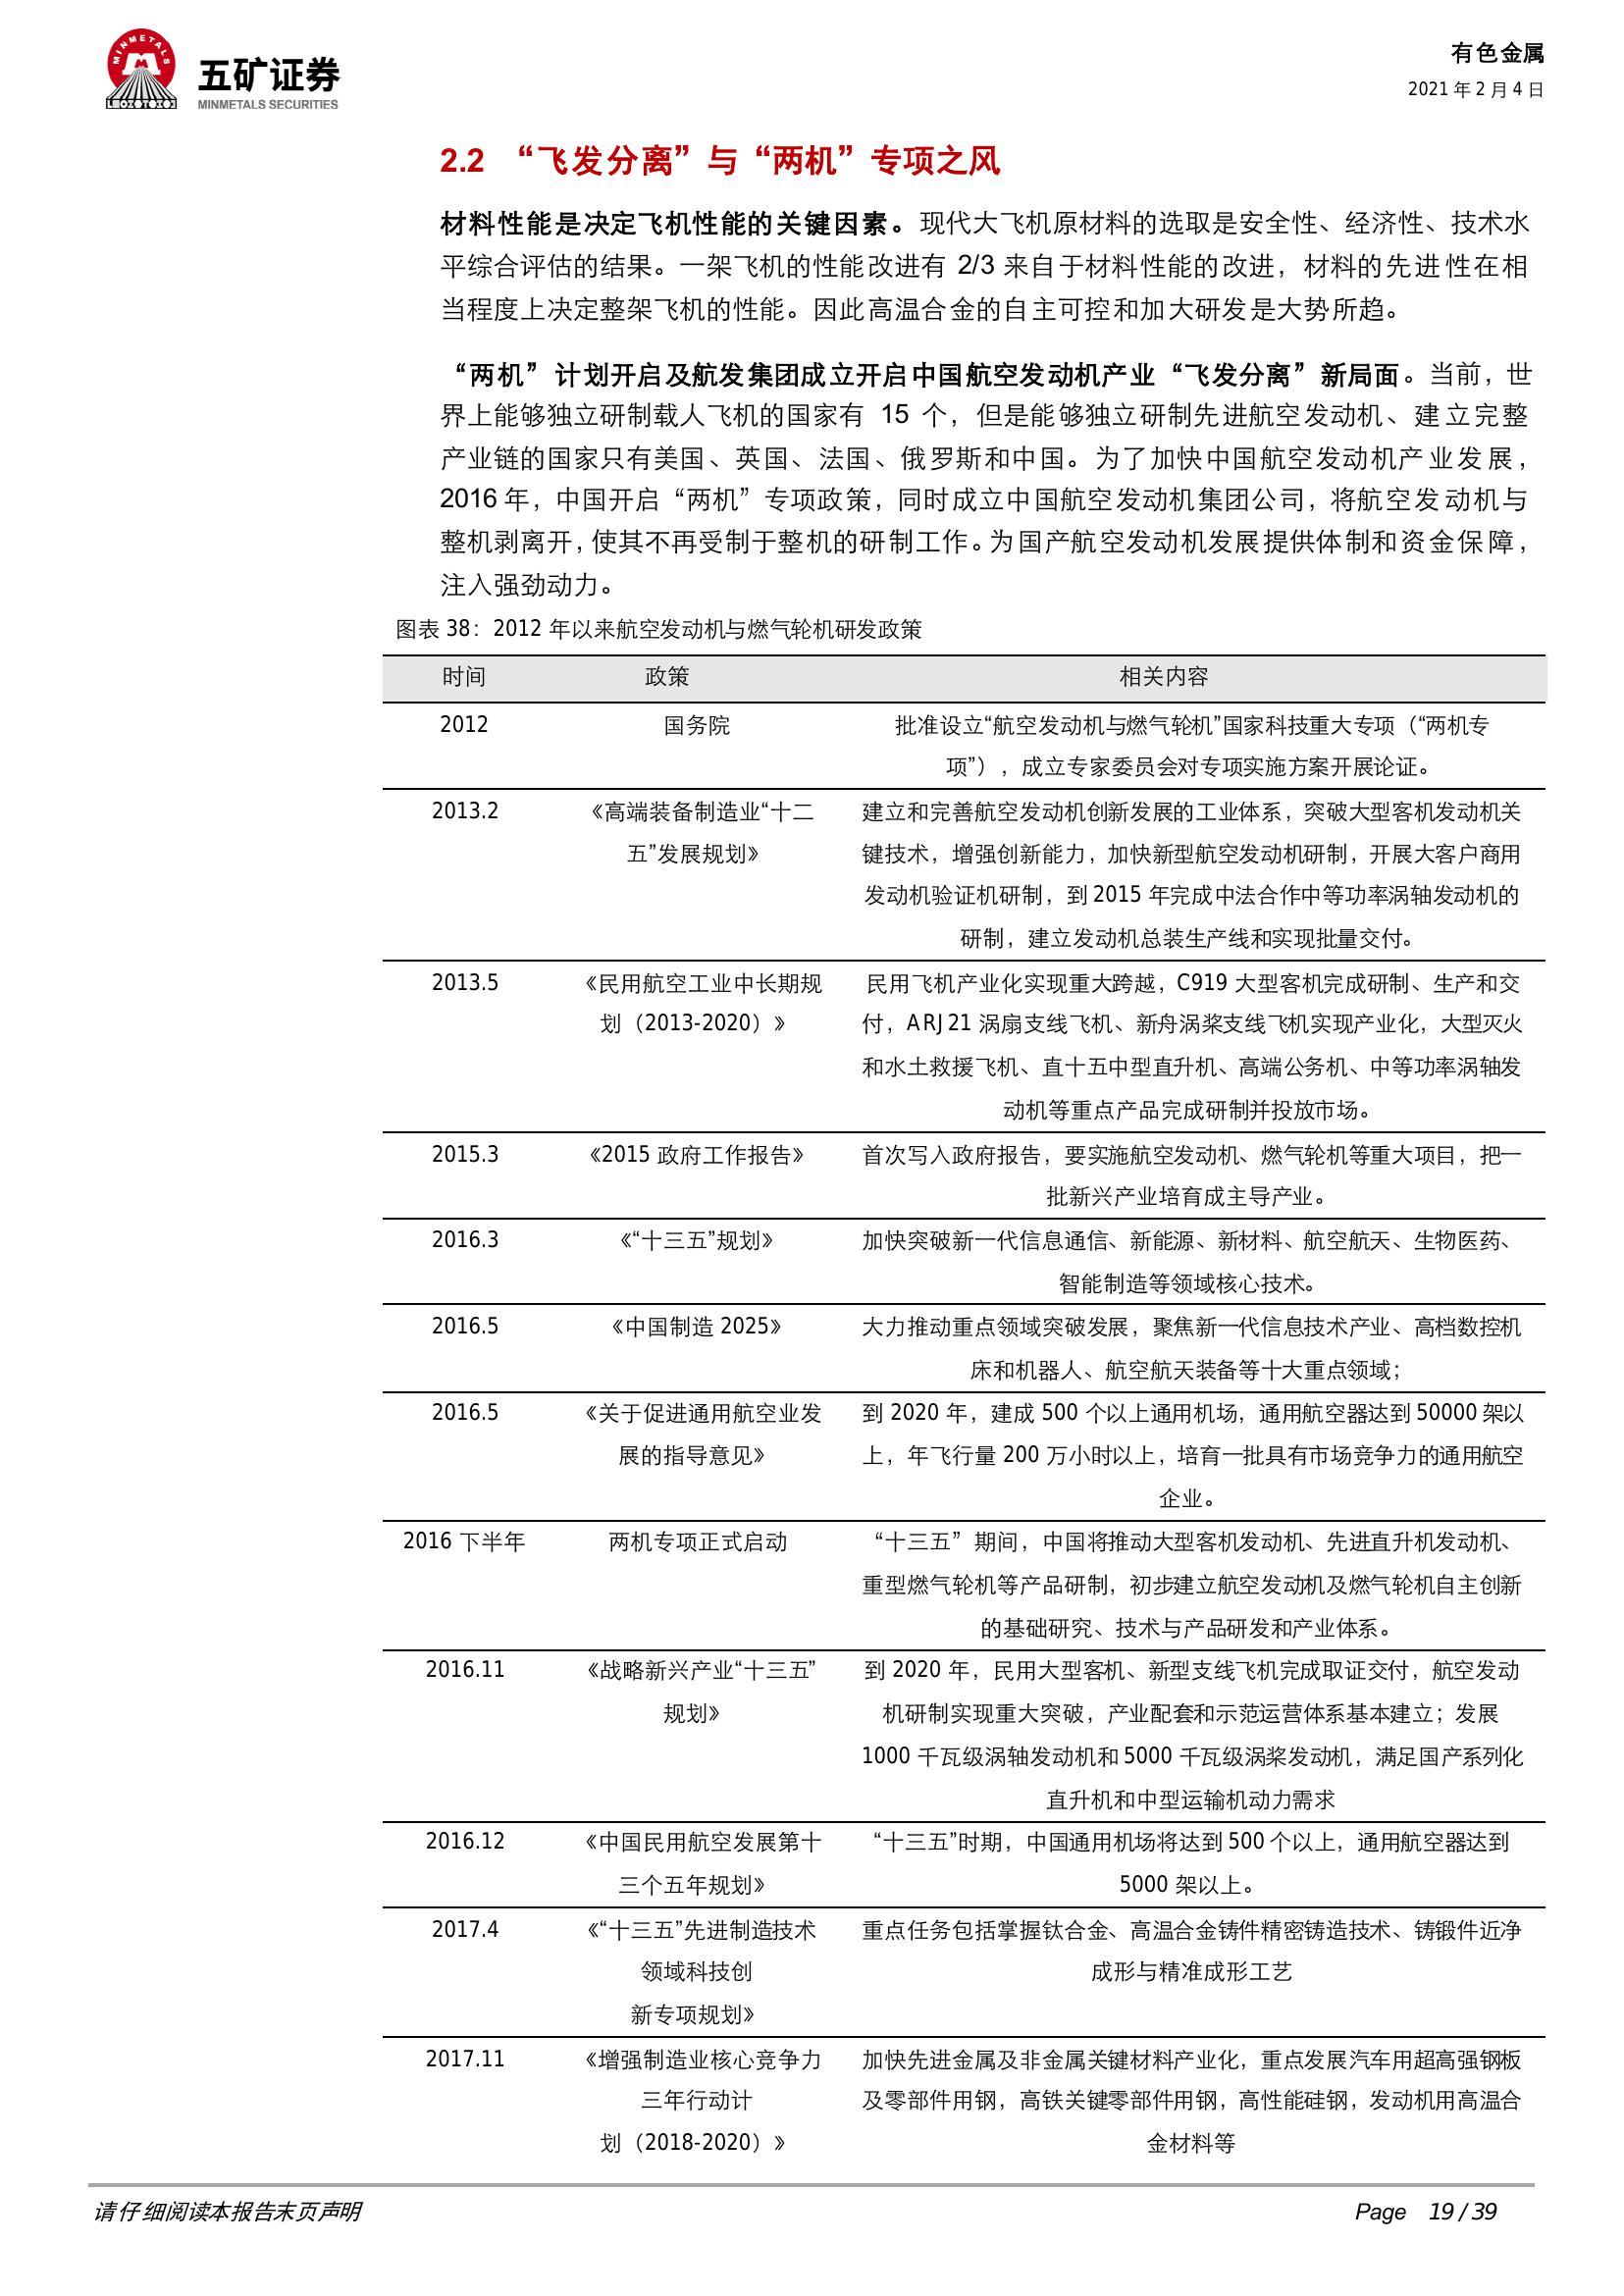 MINMETALS
五矿证券
MINMETALS SECURITIES
有色金属
2021 年 2 月 4 日
2.2 “飞发分离”与“两机”专项之风
材料性能是决定飞机性能的关键因素。现代大飞机原材料的选取是安全性、经济性、技术水
平综合评估的结果。一架飞机的性能改进有 2/3 来自于材料性能的改进，材料的先进性在相
当程度上决定整架飞机的性能。因此高温合金的自主可控和加大研发是大势所趋。
“两机”计划开启及航发集团成立开启中国航空发动机产业“飞发分离”新局面。当前，世
界上能够独立研制载人飞机的国家有 15 个，但是能够独立研制先进航空发动机、建立完整
产业链的国家只有美国、英国、法国、俄罗斯和中国。为了加快中国航空发动机产业发展，
2016 年，中国开启“两机”专项政策，同时成立中国航空发动机集团公司，将航空发动机与
整机剥离开，使其不再受制于整机的研制工作。为国产航空发动机发展提供体制和资金保障，
注入强劲动力。
图表 38：2012 年以来航空发动机与燃气轮机研发政策
时间 政策 相关内容
2012 国务院 批准设立“航空发动机与燃气轮机”国家科技重大专项（“两机专
项”），成立专家委员会对专项实施方案开展论证。
2013.2 《高端装备制造业“十二 建立和完善航空发动机创新发展的工业体系，突破大型客机发动机关
五”发展规划》 键技术，增强创新能力，加快新型航空发动机研制，开展大客户商用
发动机验证机研制，到 2015 年完成中法合作中等功率涡轴发动机的
研制，建立发动机总装生产线和实现批量交付。
2013.5 《民用航空工业中长期规 民用飞机产业化实现重大跨越，C919 大型客机完成研制、生产和交
划（2013-2020）》 付，ARJ21 涡扇支线飞机、新舟涡桨支线飞机实现产业化，大型灭火
和水土救援飞机、直十五中型直升机、高端公务机、中等功率涡轴发
动机等重点产品完成研制并投放市场。
2015.3 《2015 政府工作报告》 首次写入政府报告，要实施航空发动机、燃气轮机等重大项目，把一
批新兴产业培育成主导产业。
2016.3 《“十三五”规划》 加快突破新一代信息通信、新能源、新材料、航空航天、生物医药、
智能制造等领域核心技术。
2016.5 《中国制造 2025》 大力推动重点领域突破发展，聚焦新一代信息技术产业、高档数控机
床和机器人、航空航天装备等十大重点领域；
2016.5 《关于促进通用航空业发 到 2020 年，建成 500 个以上通用机场，通用航空器达到 50000 架以
展的指导意见》 上，年飞行量 200 万小时以上，培育一批具有市场竞争力的通用航空
企业。
2016 下半年 两机专项正式启动 “十三五”期间，中国将推动大型客机发动机、先进直升机发动机、
重型燃气轮机等产品研制，初步建立航空发动机及燃气轮机自主创新
的基础研究、技术与产品研发和产业体系。
2016.11 《战略新兴产业“十三五” 到 2020 年，民用大型客机、新型支线飞机完成取证交付，航空发动
规划》 机研制实现重大突破，产业配套和示范运营体系基本建立；发展
1000 千瓦级涡轴发动机和 5000 千瓦级涡桨发动机，满足国产系列化
直升机和中型运输机动力需求
2016.12 《中国民用航空发展第十 “十三五”时期，中国通用机场将达到 500 个以上，通用航空器达到
三个五年规划》 5000 架以上。
2017.4 《“十三五”先进制造技术 重点任务包括掌握钛合金、高温合金铸件精密铸造技术、铸锻件近净
领域科技创 成形与精准成形工艺
新专项规划》
2017.11 《增强制造业核心竞争力 加快先进金属及非金属关键材料产业化，重点发展汽车用超高强钢板
三年行动计 及零部件用钢，高铁关键零部件用钢，高性能硅钢，发动机用高温合
划（2018-2020）》 金材料等
请仔细阅读本报告末页声明 Page 19 / 39